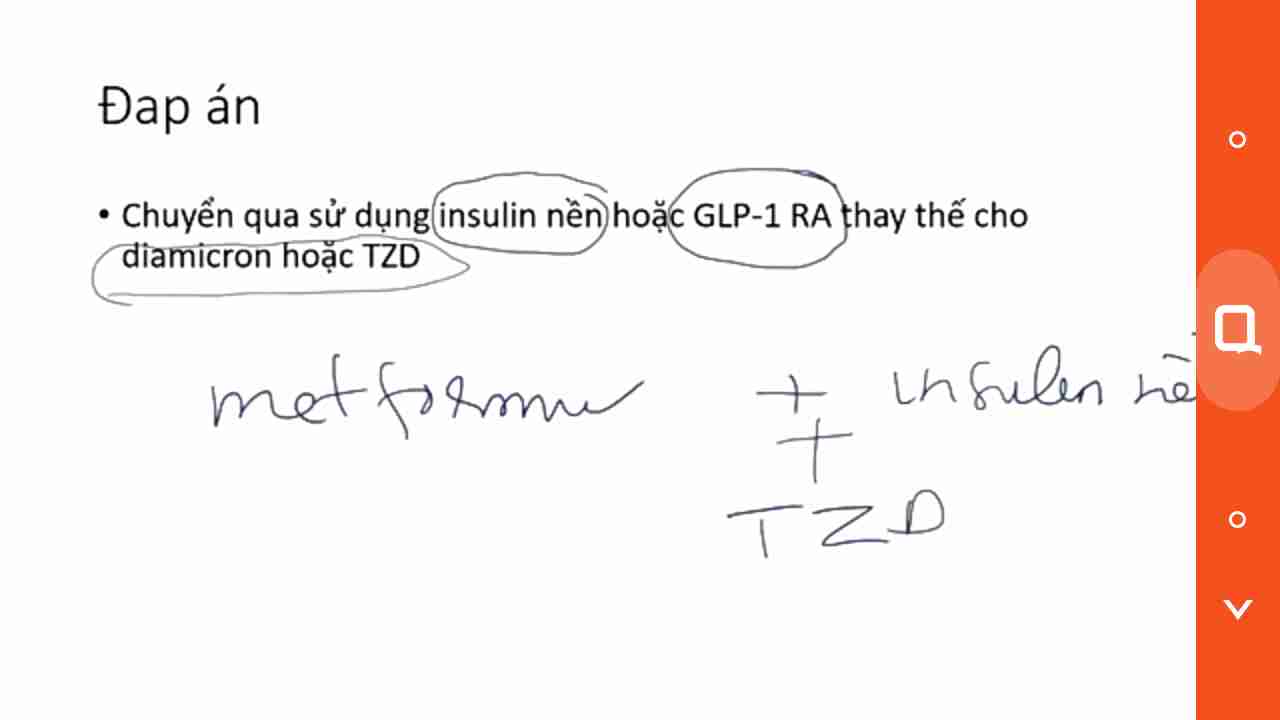 Đap án
• Chuyển qua sử dụng insulin nền hoặc GLP-1 RA thay thế cho
diamicron hoặc TZD
metformin + insulin nề
+
TZD